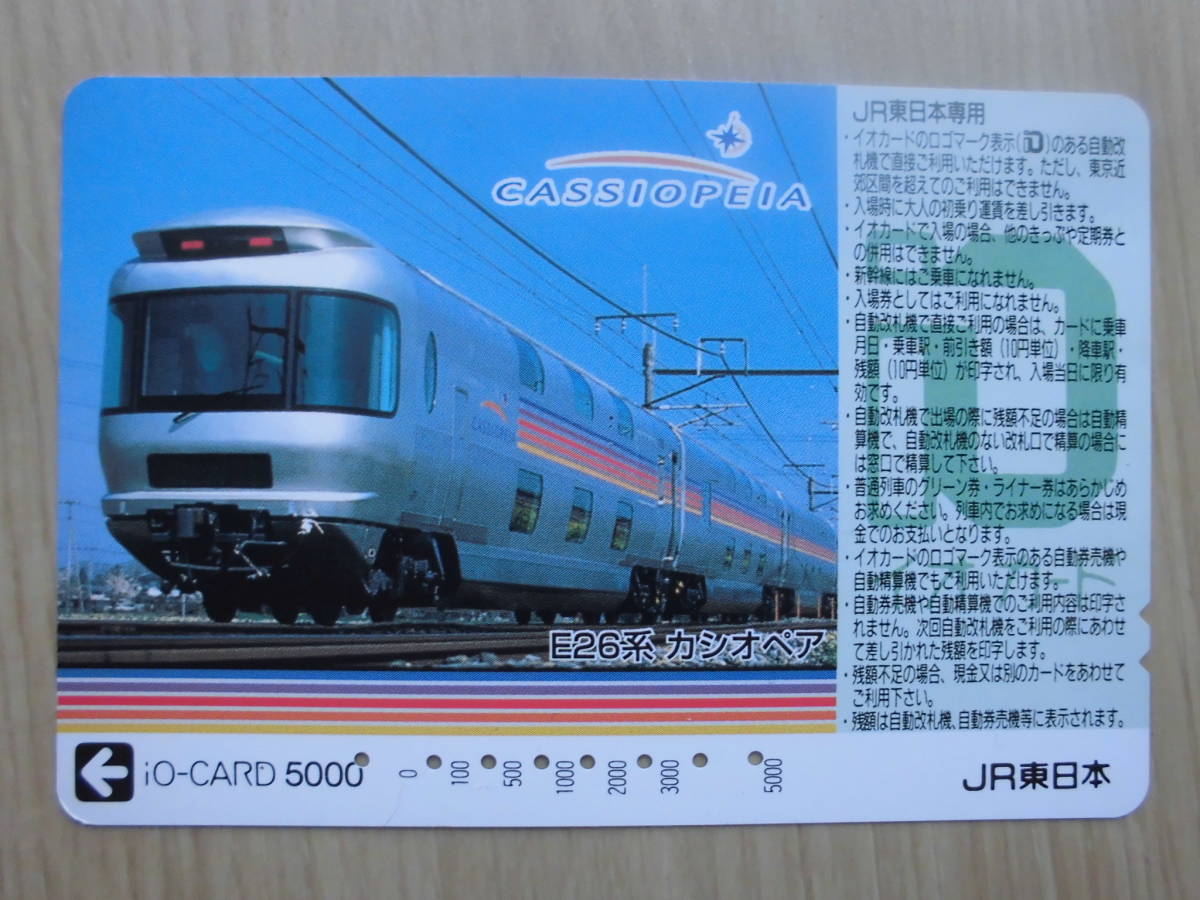 CASSIOPEIA
CASSIOPEIA
E26系 カシオペア
JR東日本専用
・イオカードのロゴマーク表示(iO)のある自動改
札機で直接ご利用いただけます。ただし、東京近
郊区間を超えてのご利用はできません。
・入場時に大人の初乗り運賃を差し引きます。
・イオカードで入場の場合、他のきっぷや定期券と
の併用はできません。
・新幹線にはご乗車になれません。
・入場券としてはご利用になれません。
・自動改札機で直接ご利用の場合は、カードに乗車
月日・乗車駅・前引き額（10円単位）・降車駅・
残額（10円単位）が印字され、入場当日に限り有
効です。
・自動改札機で出場の際に残額不足の場合は自動精
算機で、自動改札機のない改札口で精算の場合に
は窓口で精算して下さい。
・普通列車のグリーン券・ライナー券はあらかじめ
お求めください。列車内でお求めになる場合は現
金でのお支払いとなります。
・イオカードのロゴマーク表示のある自動券売機や
自動精算機でもご利用いただけます。
・自動券売機や自動精算機でのご利用内容は印字さ
れません。次回自動改札機をご利用の際にあわせ
て差し引かれた残額を印字します。
・残額不足の場合、現金又は別のカードをあわせて
ご利用下さい。
・残額は自動改札機、自動券売機等に表示されます。
iO-CARD 5000
0 100 500 1000 2000 3000 5000
JR東日本